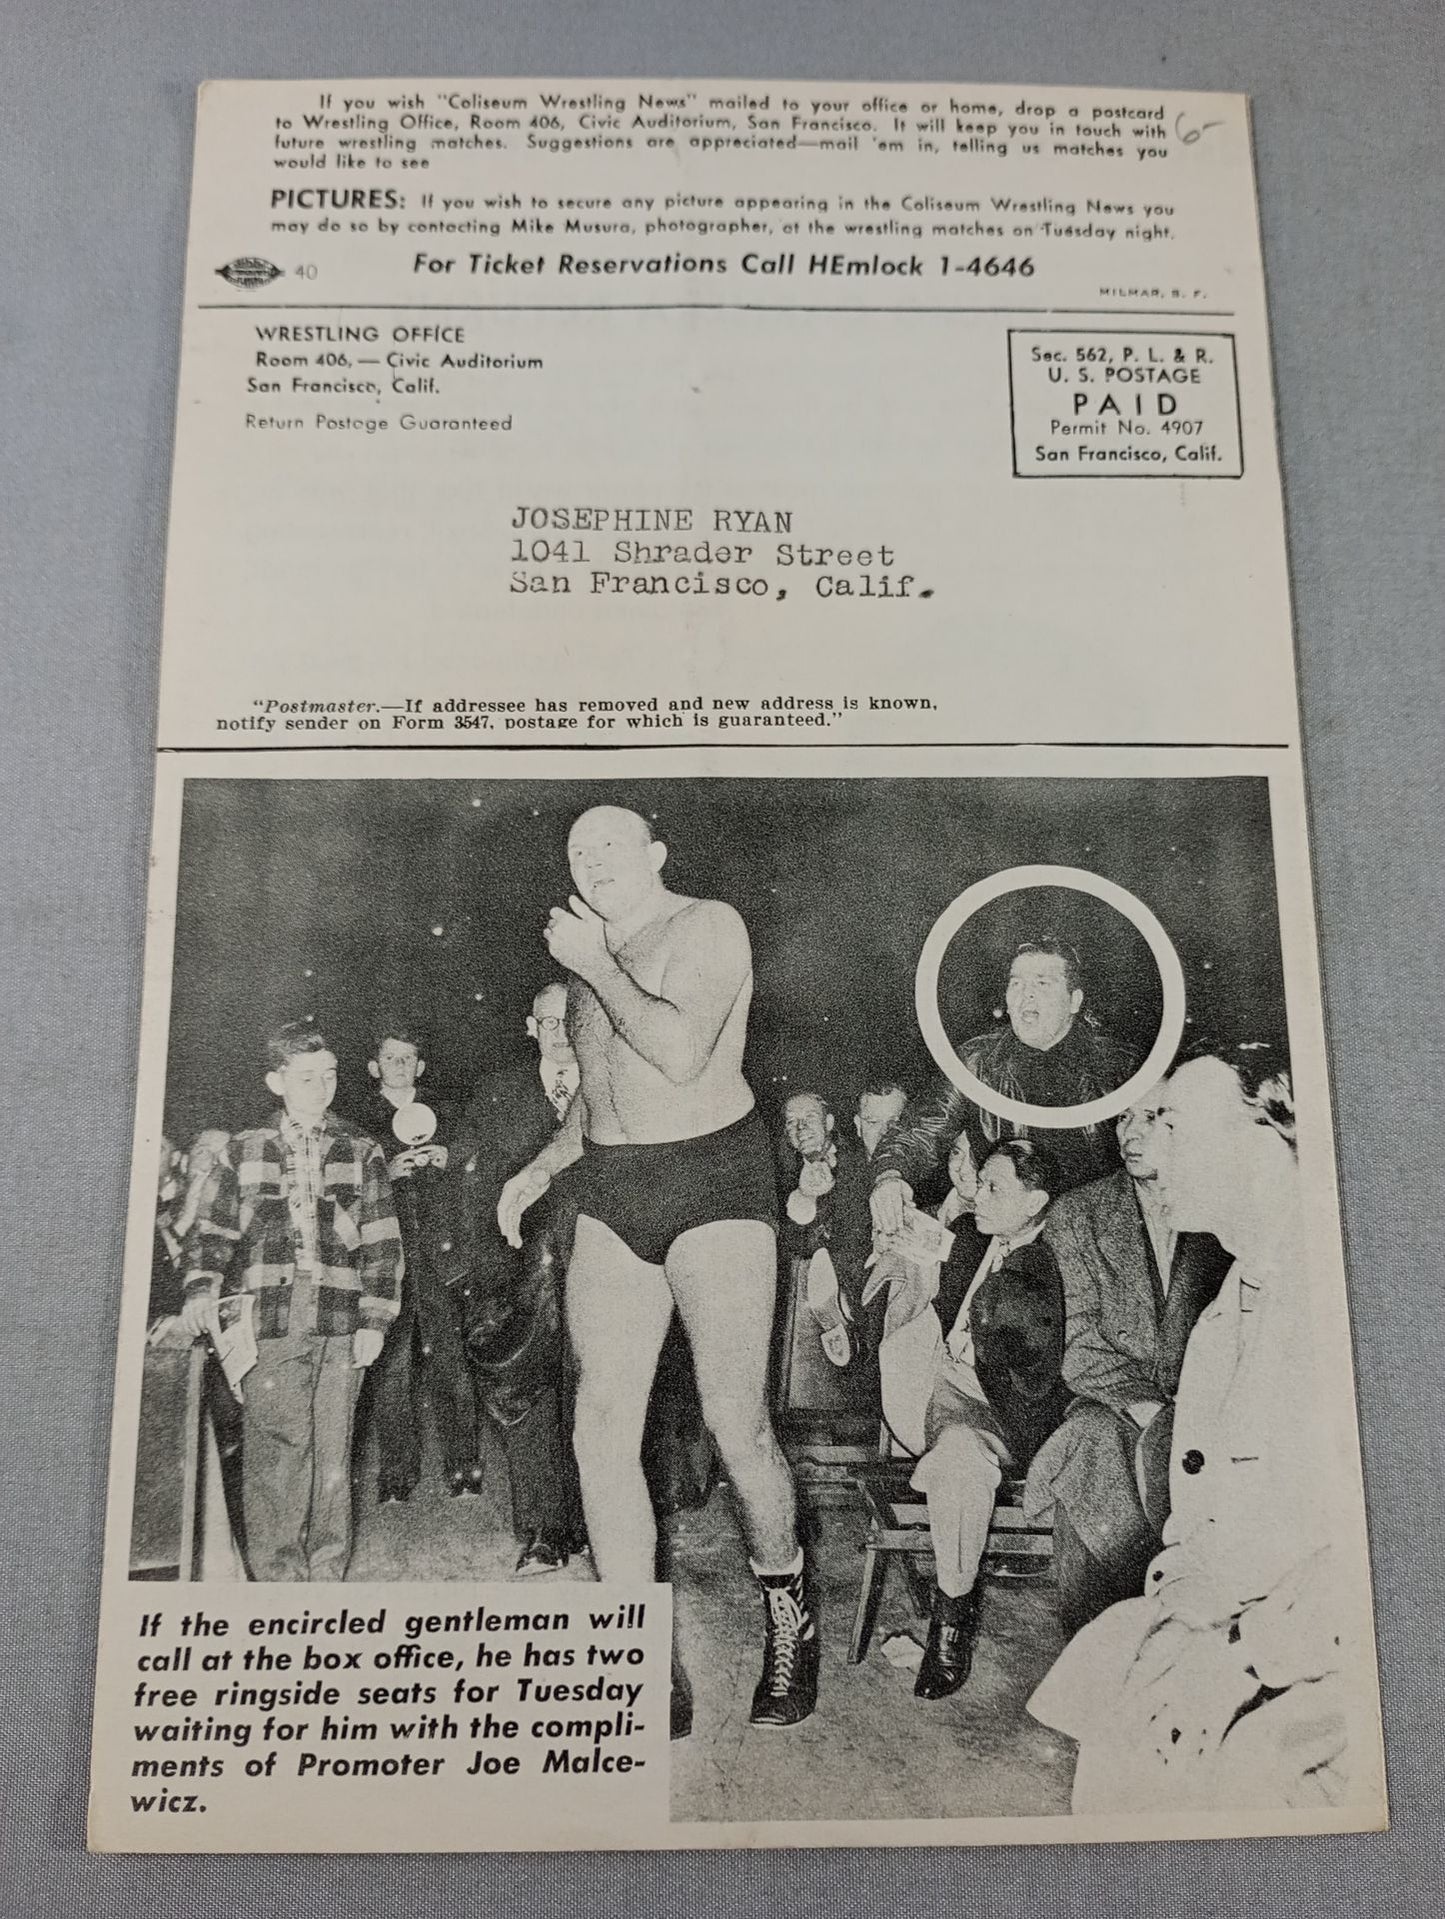 If you wish "Coliseum Wrestling News" mailed to your office or home, drop a postcard
to Wrestling Office, Room 406, Civic Auditorium, San Francisco. It will keep you in touch with
future wrestling matches. Suggestions are appreciated—mail 'em in, telling us matches you
would like to see
PICTURES: If you wish to secure any picture appearing in the Coliseum Wrestling News you
may do so by contacting Mike Musura, photographer, at the wrestling matches on Tuesday night.
40 For Ticket Reservations Call HEmlock 1-4646
MILMAR, S. F.
WRESTLING OFFICE
Room 406, — Civic Auditorium
San Francisco, Calif.
Return Postage Guaranteed
Sec. 562, P. L. & R.
U. S. POSTAGE
PAID
Permit No. 4907
San Francisco, Calif.
JOSEPHINE RYAN
1041 Shrader Street
San Francisco, Calif.
"Postmaster.—If addressee has removed and new address is known,
notify sender on Form 3547, postage for which is guaranteed."
If the encircled gentleman will
call at the box office, he has two
free ringside seats for Tuesday
waiting for him with the compli-
ments of Promoter Joe Malce-
wicz.